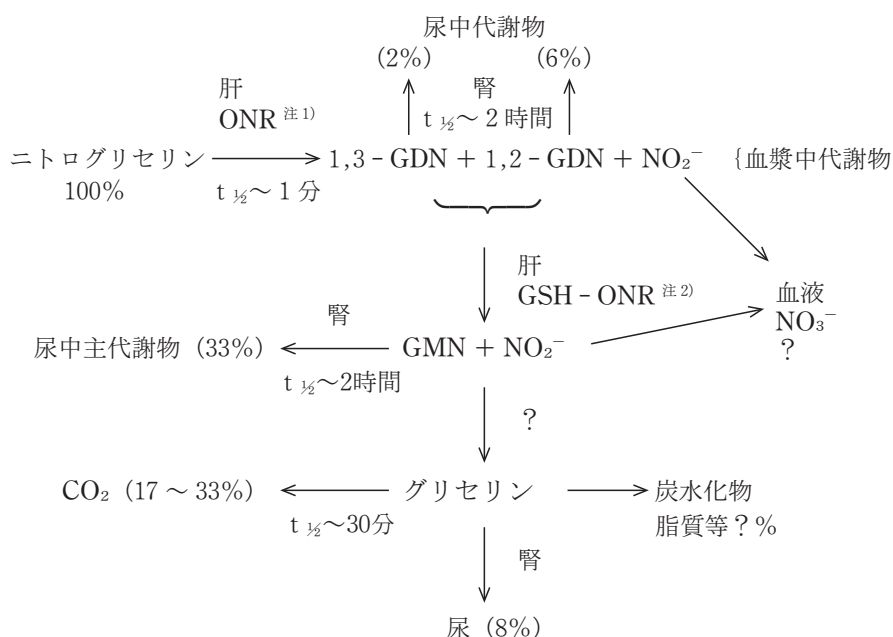 尿中代謝物
(2%) (6%)
肝 腎
ONR 注1) t ½～2時間
ニトログリセリン 1,3-GDN + 1,2-GDN + NO₂⁻ {血漿中代謝物
100% t ½～1分
肝
GSH-ONR 注2) 血液
腎 NO₃⁻
尿中主代謝物 (33%) GMN + NO₂⁻ ?
t ½～2時間
?
CO₂ (17～33%) グリセリン 炭水化物
t ½～30分 脂質等?%
腎
尿 (8%)